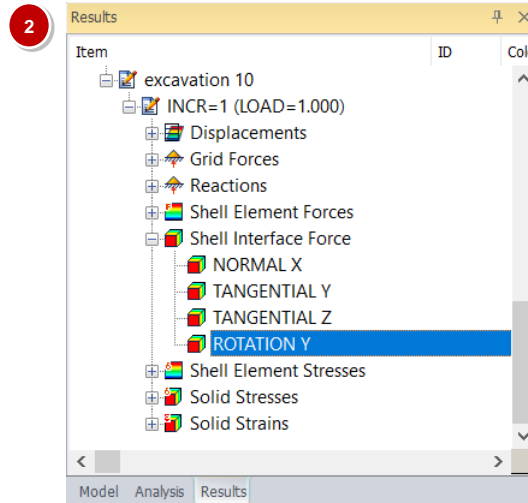 2
Results
Item ID Col
excavation 10
INCR=1 (LOAD=1.000)
Displacements
Grid Forces
Reactions
Shell Element Forces
Shell Interface Force
NORMAL X
TANGENTIAL Y
TANGENTIAL Z
ROTATION Y
Shell Element Stresses
Solid Stresses
Solid Strains
Model Analysis Results